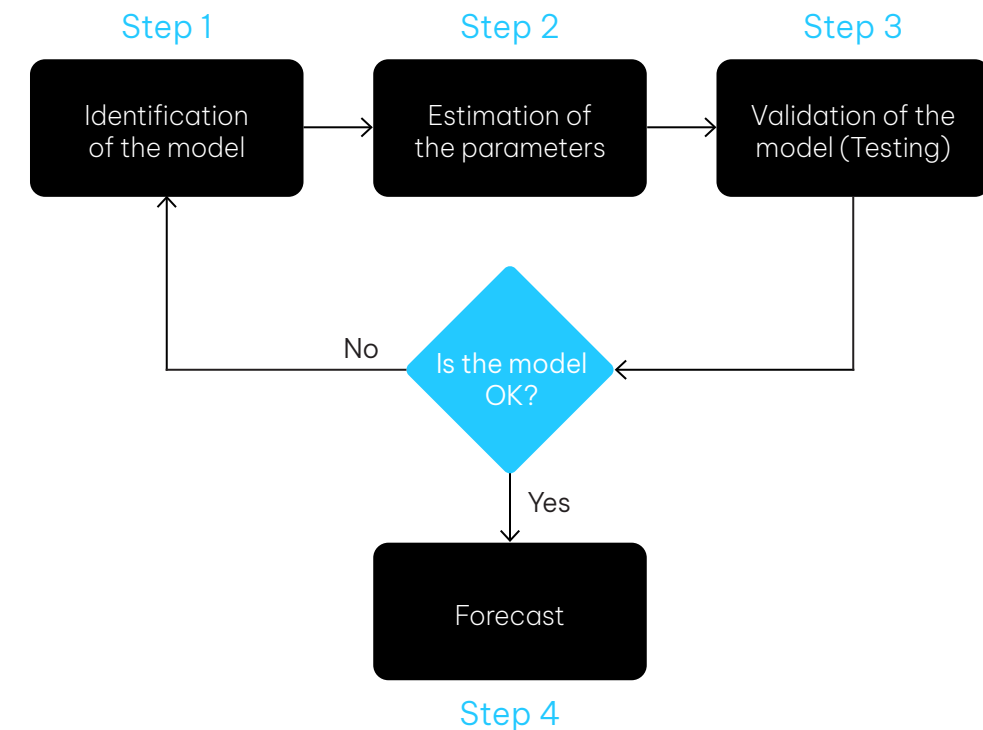 Step 1
Step 2
Step 3
Identification
of the model
Estimation of
the parameters
Validation of the
model (Testing)
No
Is the model
OK?
Yes
Forecast
Step 4